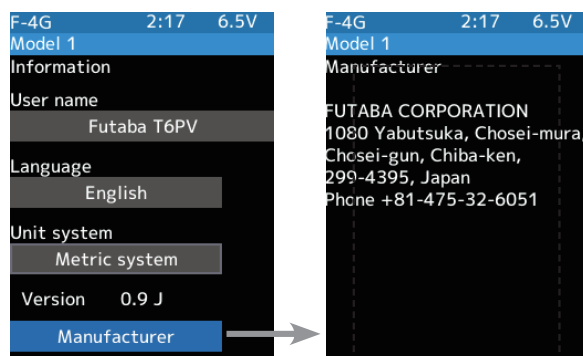 F-4G 2:17 6.5V
Model 1
Information
User name
Futaba T6PV
Language
English
Unit system
Metric system
Version 0.9 J
Manufacturer
F-4G 2:17 6.5V
Model 1
Manufacturer
FUTABA CORPORATION
1080 Yabutsuka, Chosei-mura,
Chosei-gun, Chiba-ken,
299-4395, Japan
Phone +81-475-32-6051